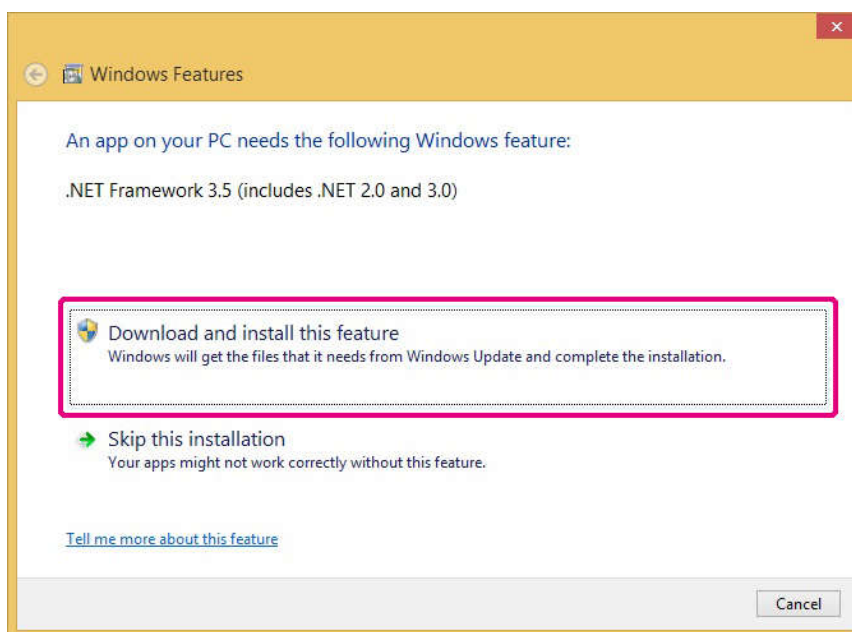 Windows Features
An app on your PC needs the following Windows feature:
.NET Framework 3.5 (includes .NET 2.0 and 3.0)
Download and install this feature
Windows will get the files that it needs from Windows Update and complete the installation.
Skip this installation
Your apps might not work correctly without this feature.
Tell me more about this feature
Cancel